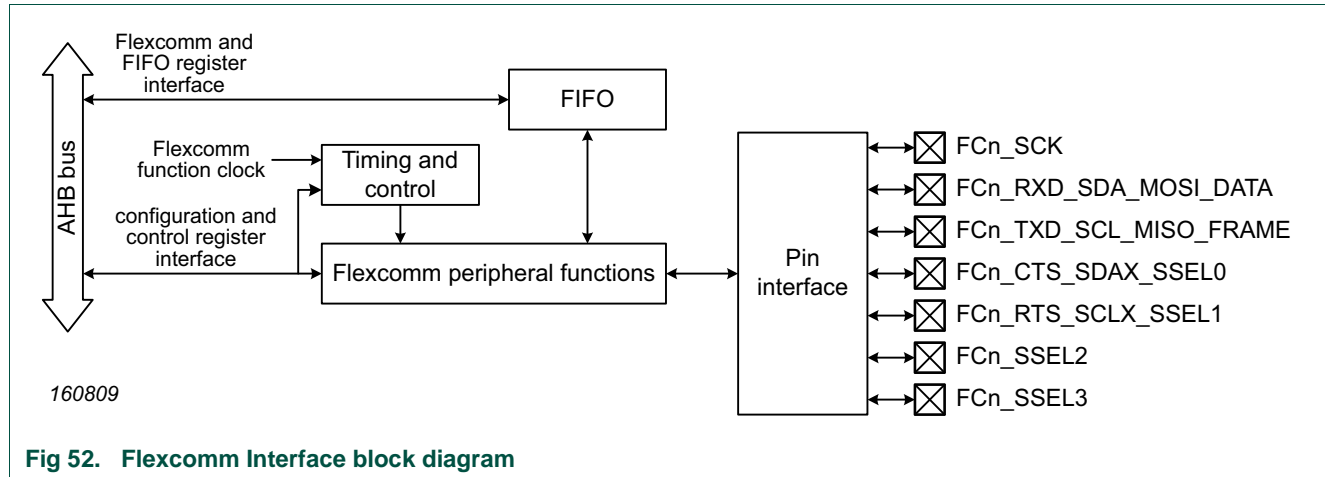 Flexcomm and
FIFO register
interface
FIFO
AHB bus
Flexcomm
function clock
Timing and
control
configuration and
control register
interface
Flexcomm peripheral functions
Pin
interface
FCn_SCK
FCn_RXD_SDA_MOSI_DATA
FCn_TXD_SCL_MISO_FRAME
FCn_CTS_SDAX_SSEL0
FCn_RTS_SCLX_SSEL1
FCn_SSEL2
FCn_SSEL3
160809
Fig 52. Flexcomm Interface block diagram